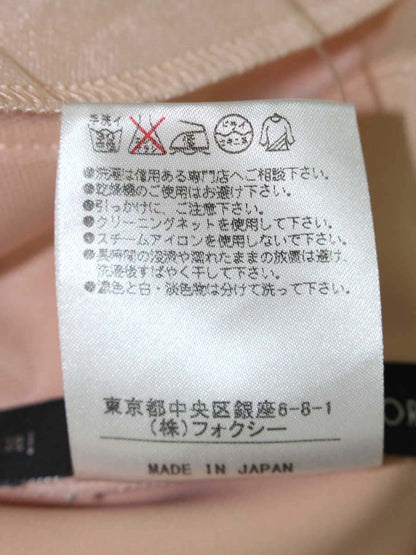 手洗イ
●洗濯は信用ある専門店へご相談下さい。
●乾燥機のご使用はお避け下さい。
●引っかけに、ご注意下さい。
●クリーニングネットを使用して下さい。
●スチームアイロンを使用しないで下さい。
●長時間の浸漬や濡れたままの放置は避け、
洗濯後すばやく干して下さい。
●濃色と白・淡色物は分けて洗って下さい。
東京都中央区銀座6-8-1
(株)フォクシー
MADE IN JAPAN
OR